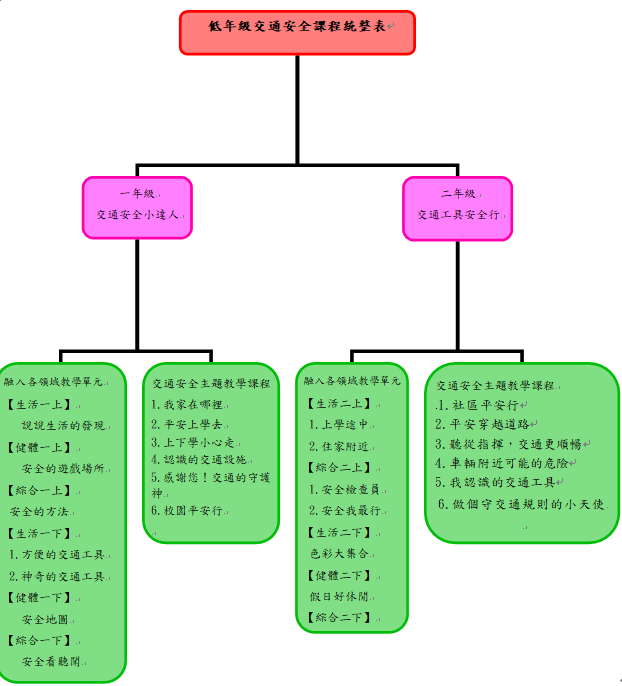 低年級交通安全課程統整表
一年級
交通安全小達人
二年級
交通工具安全行
融入各領域教學單元
【生活一上】
說說生活的發現
【健體一上】
安全的遊戲場所
【綜合一上】
安全的方法
【生活一下】
1.方便的交通工具
2.神奇的交通工具
【健體一下】
安全地圖
【綜合一下】
安全看聽聞
交通安全主題教學課程
1.我家在哪裡
2.平安上學去
3.上下學小心走
4.認識的交通設施
5.感謝您！交通的守護
神
6.校園平安行
融入各領域教學單元
【生活二上】
1.上學途中
2.住家附近
【綜合二上】
1.安全檢查員
2.安全我最行
【生活二下】
色彩大集合
【健體二下】
假日好休閒
【綜合二下】
交通安全主題教學課程
.1.社區平安行
2.平安穿越道路
3.聽從指揮，交通更順暢
4.車輛附近可能的危險
5.我認識的交通工具
6.做個守交通規則的小天使